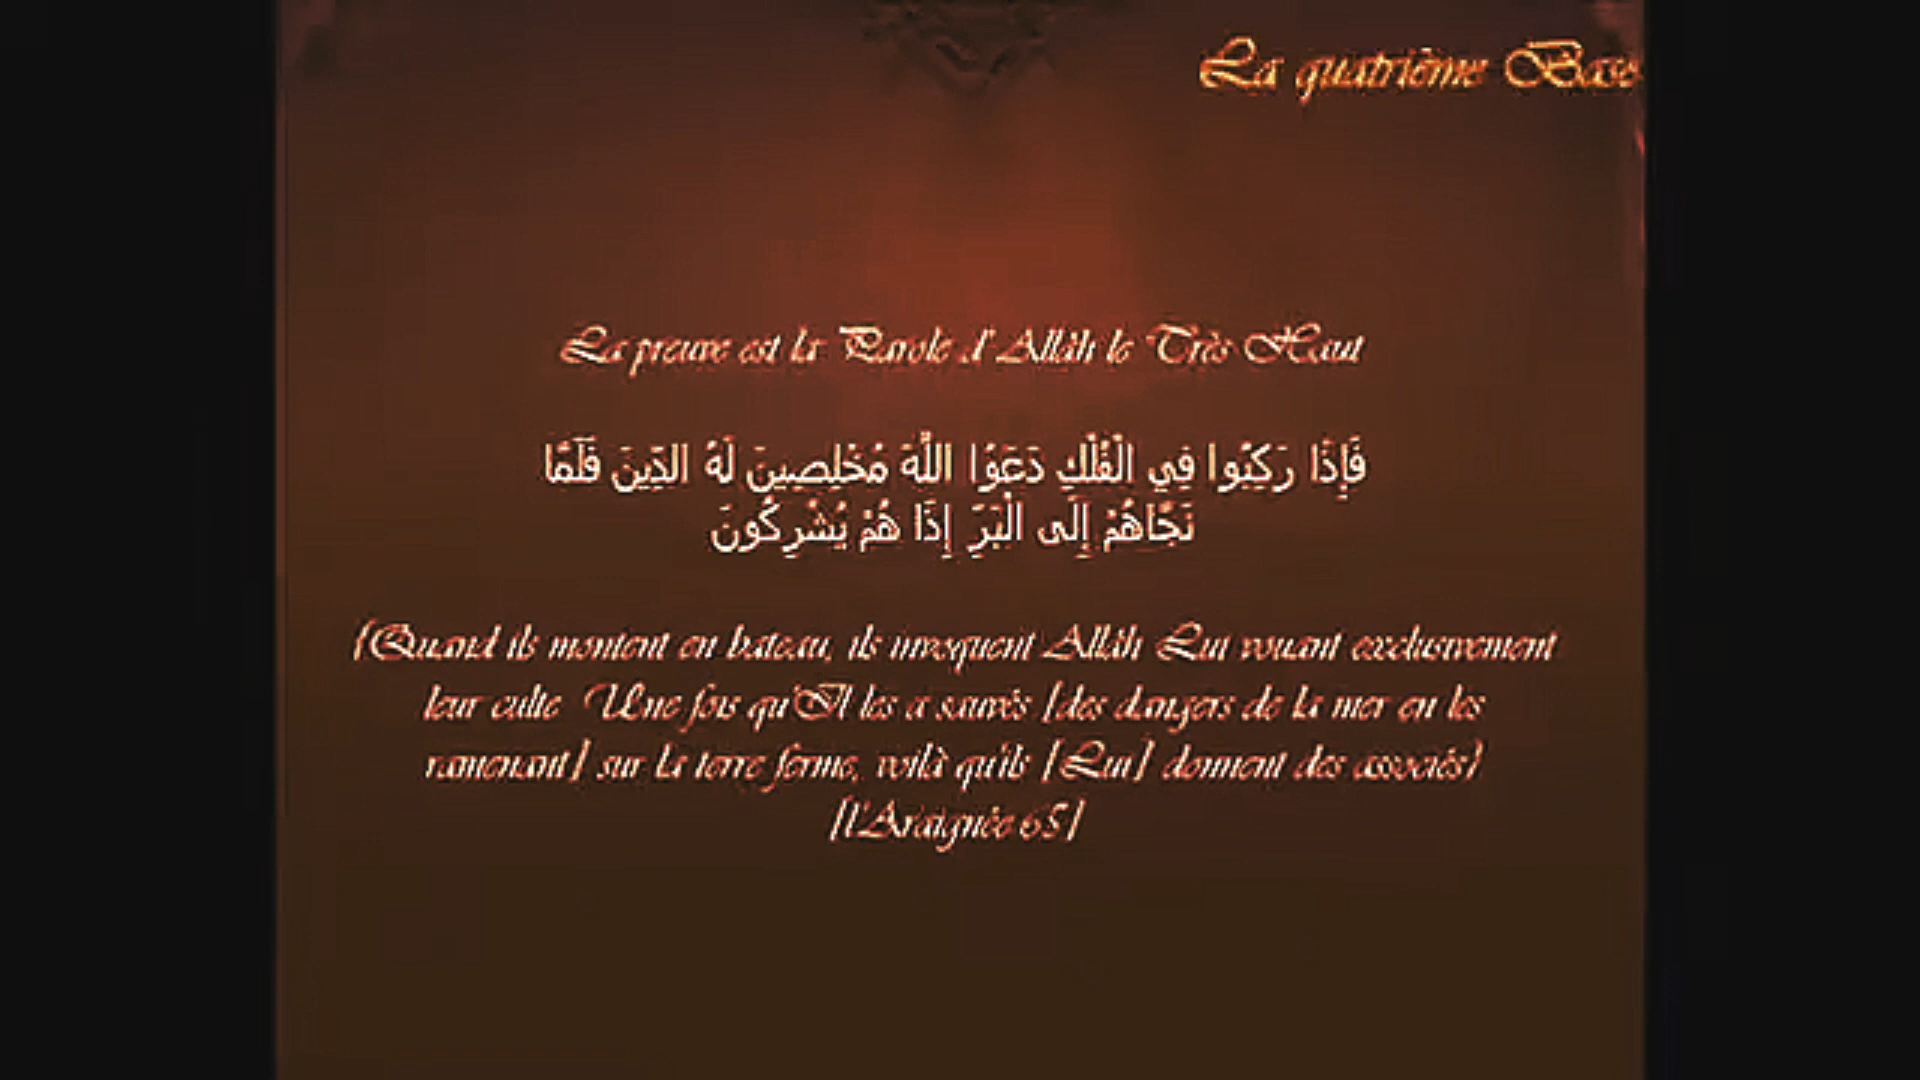 La quatrième Base
La preuve est la Parole d'Allâh le Très Haut
فَإِذَا رَكِبُوا فِي الْفُلْكِ دَعَوُا اللَّهَ مُخْلِصِينَ لَهُ الدِّينَ فَلَمَّا
نَجَّاهُمْ إِلَى الْبَرِّ إِذَا هُمْ يُشْرِكُونَ
{Quand ils montent en bateau, ils invoquent Allâh Lui vouant exclusivement
leur culte. Une fois qu'Il les a sauvés [des dangers de la mer en les
ramenant] sur la terre ferme, voilà qu'ils [Lui] donnent des associés}
[l'Araignée 65]